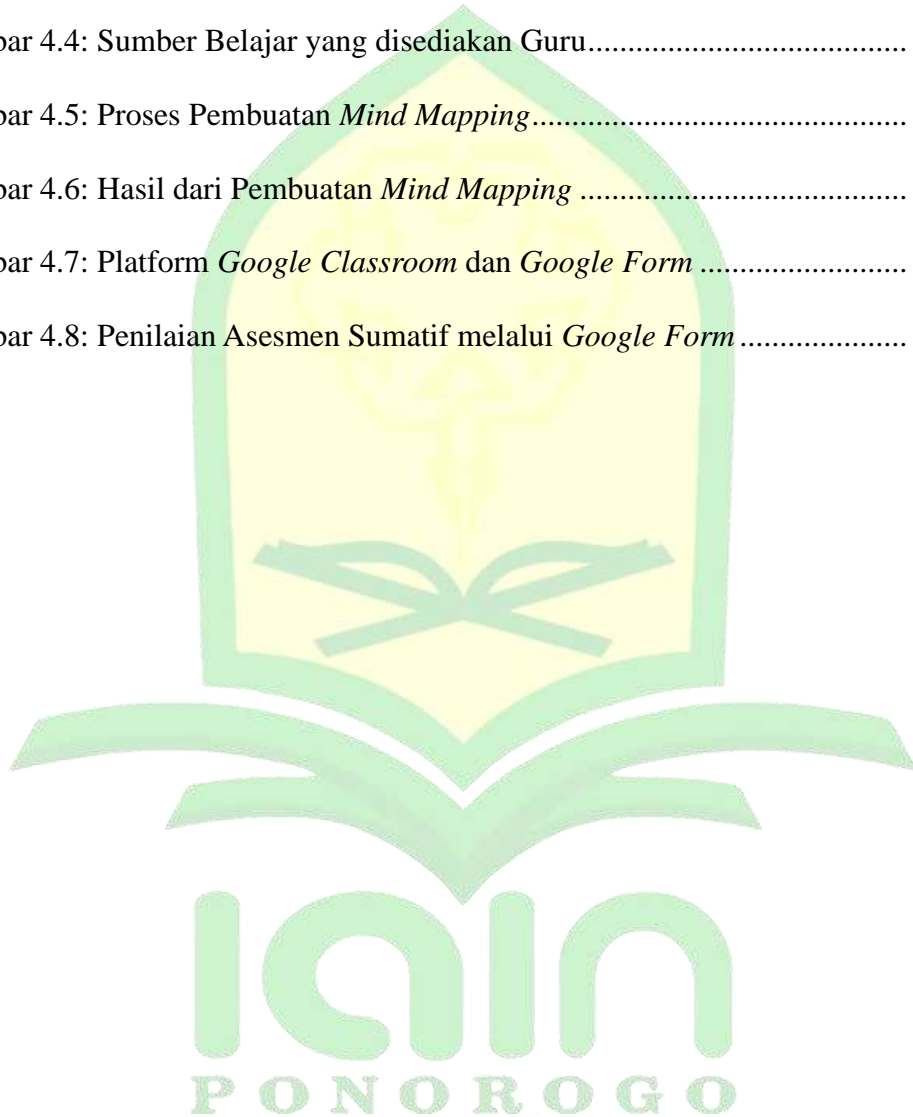 bar 4.4: Sumber Belajar yang disediakan Guru.......................................
bar 4.5: Proses Pembuatan Mind Mapping..............................................
bar 4.6: Hasil dari Pembuatan Mind Mapping ........................................
bar 4.7: Platform Google Classroom dan Google Form .........................
bar 4.8: Penilaian Asesmen Sumatif melalui Google Form....................
Iain
PONOROGO